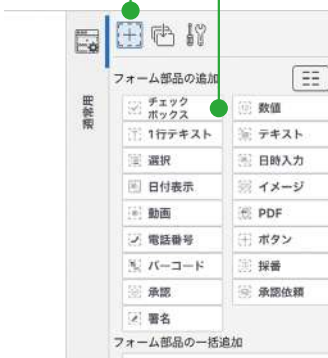 フォーム部品の追加
通常用
チェック
ボックス
数値
1行テキスト
テキスト
選択
日時入力
日付表示
イメージ
動画
PDF
電話番号
ボタン
バーコード
採番
承認
承認依頼
署名
フォーム部品の一括追加